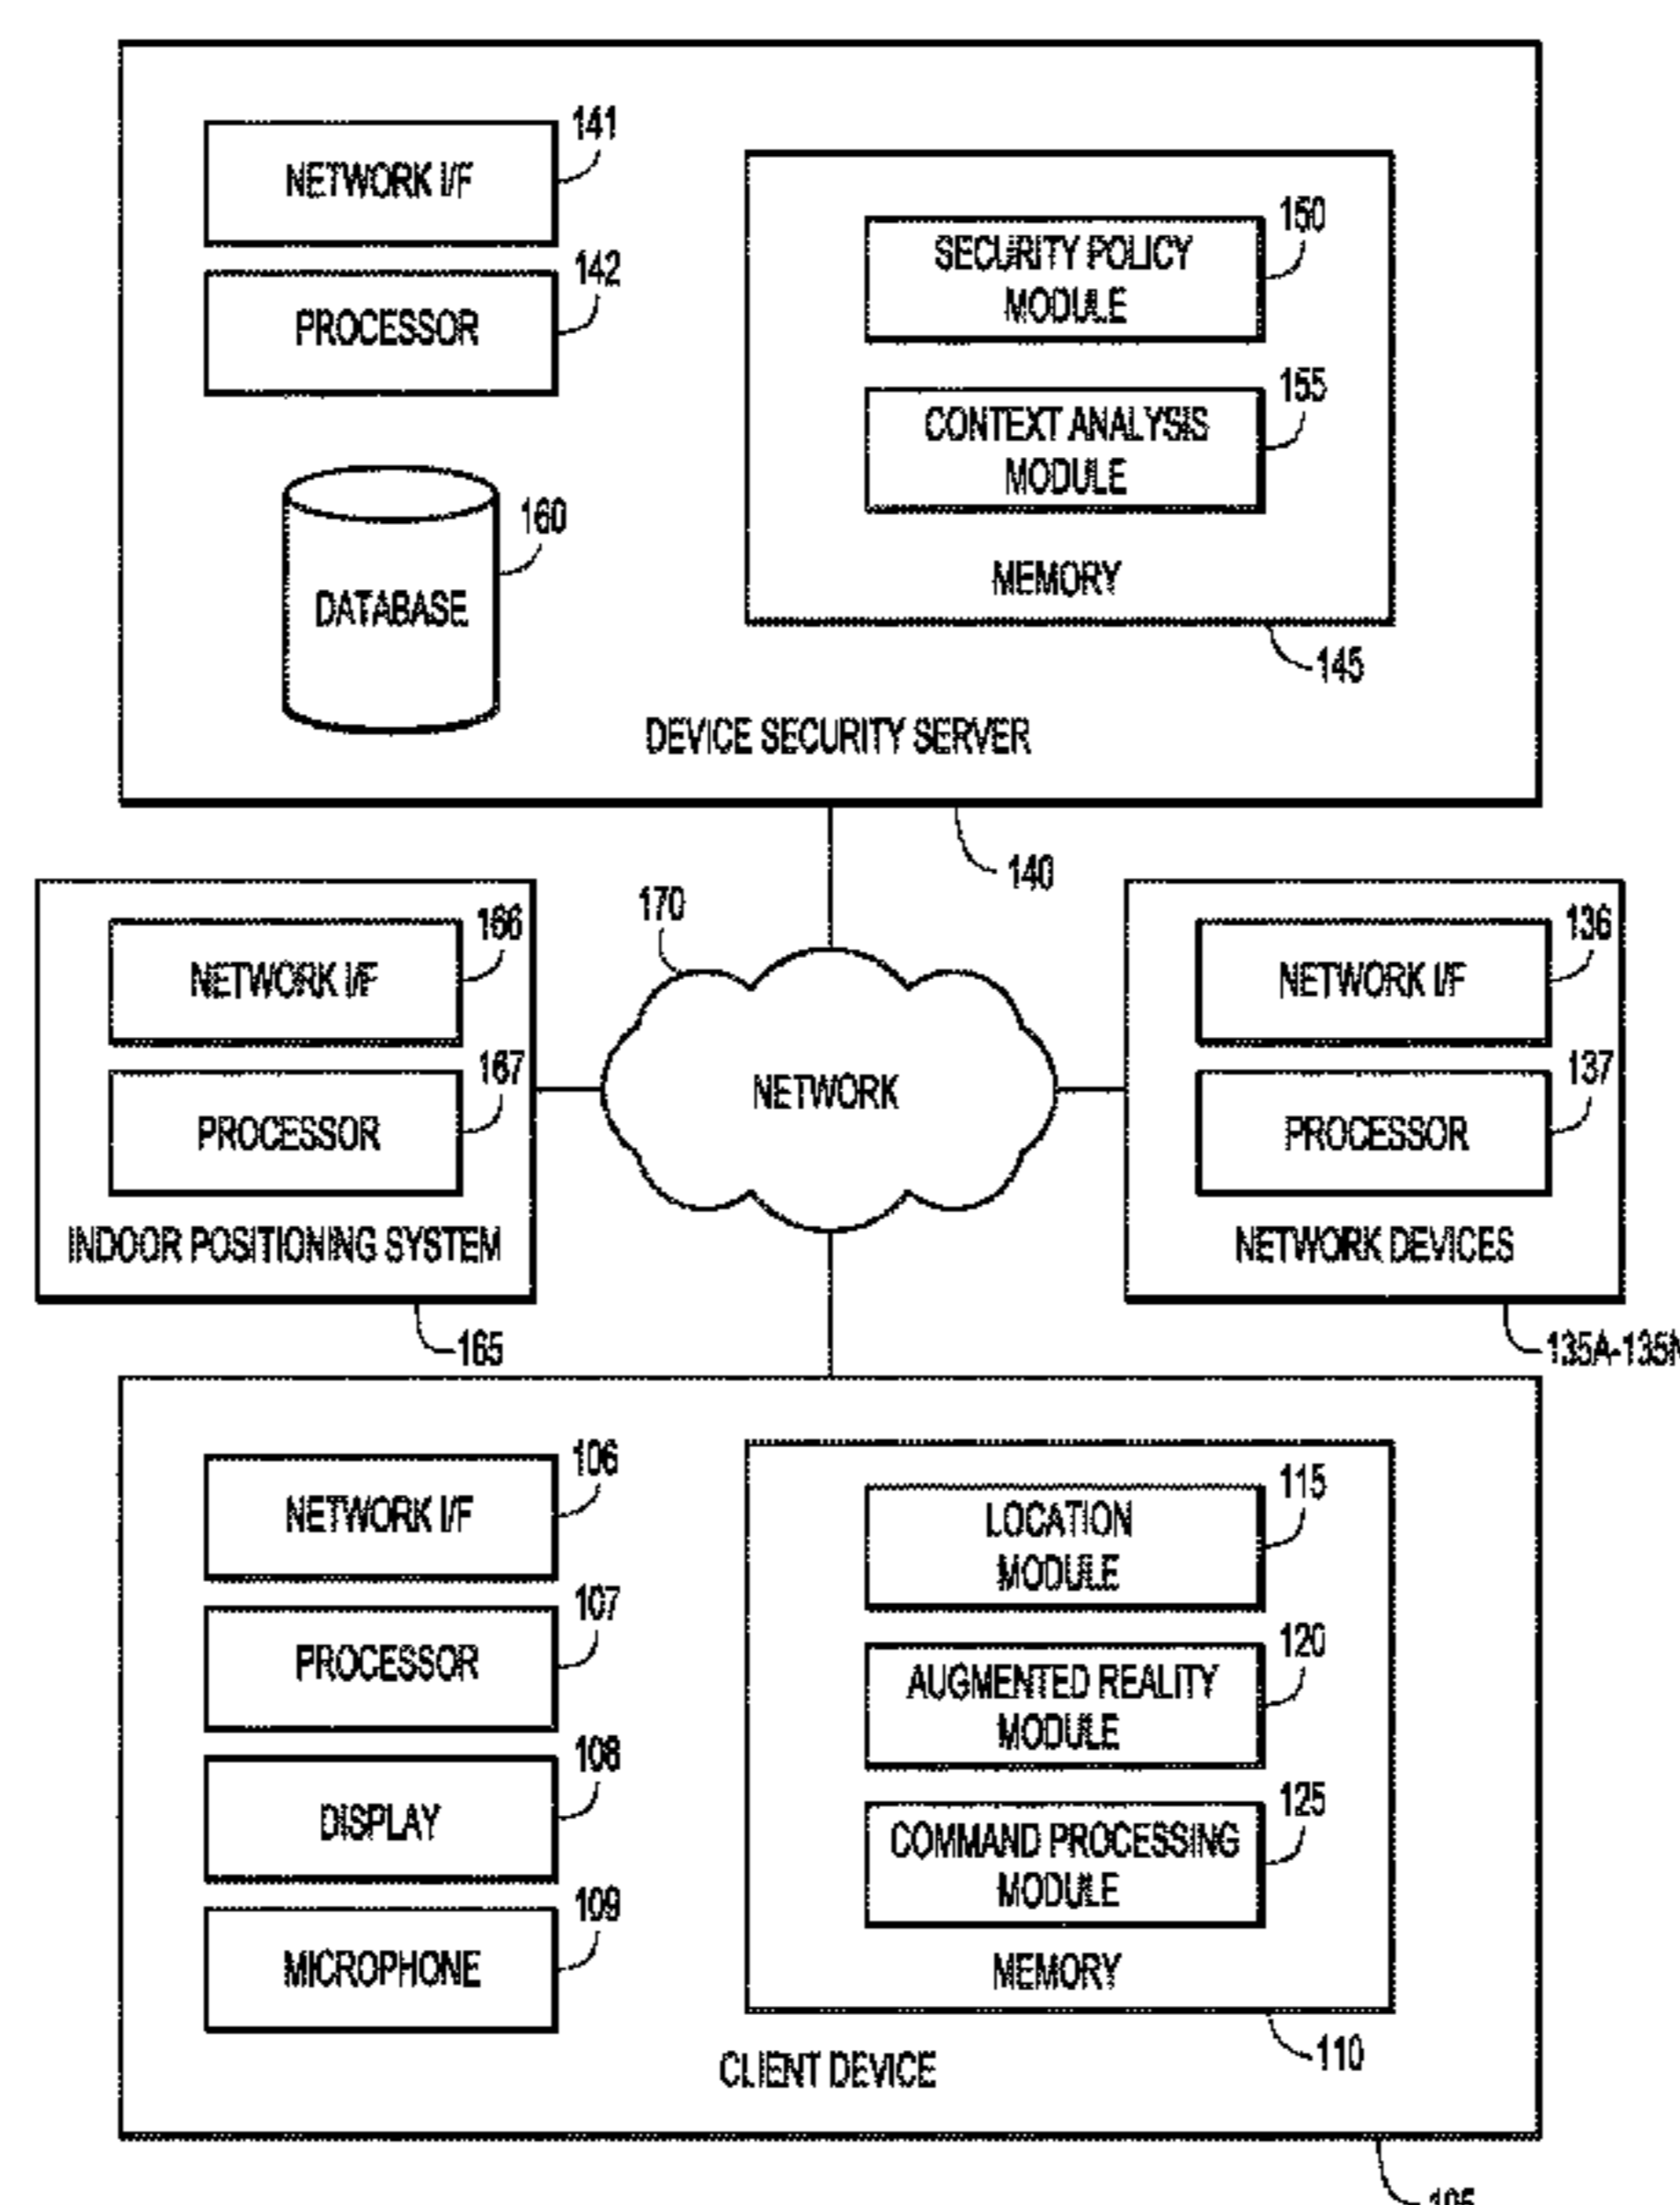 141
NETWORK I/F
142
PROCESSOR
160
DATABASE
150
SECURITY POLICY
MODULE
155
CONTEXT ANALYSIS
MODULE
MEMORY
145
DEVICE SECURITY SERVER
140
166
NETWORK I/F
167
PROCESSOR
INDOOR POSITIONING SYSTEM
165
170
NETWORK
136
NETWORK I/F
137
PROCESSOR
NETWORK DEVICES
135A-135N
106
NETWORK I/F
107
PROCESSOR
108
DISPLAY
109
MICROPHONE
115
LOCATION
MODULE
120
AUGMENTED REALITY
MODULE
125
COMMAND PROCESSING
MODULE
MEMORY
110
CLIENT DEVICE
105